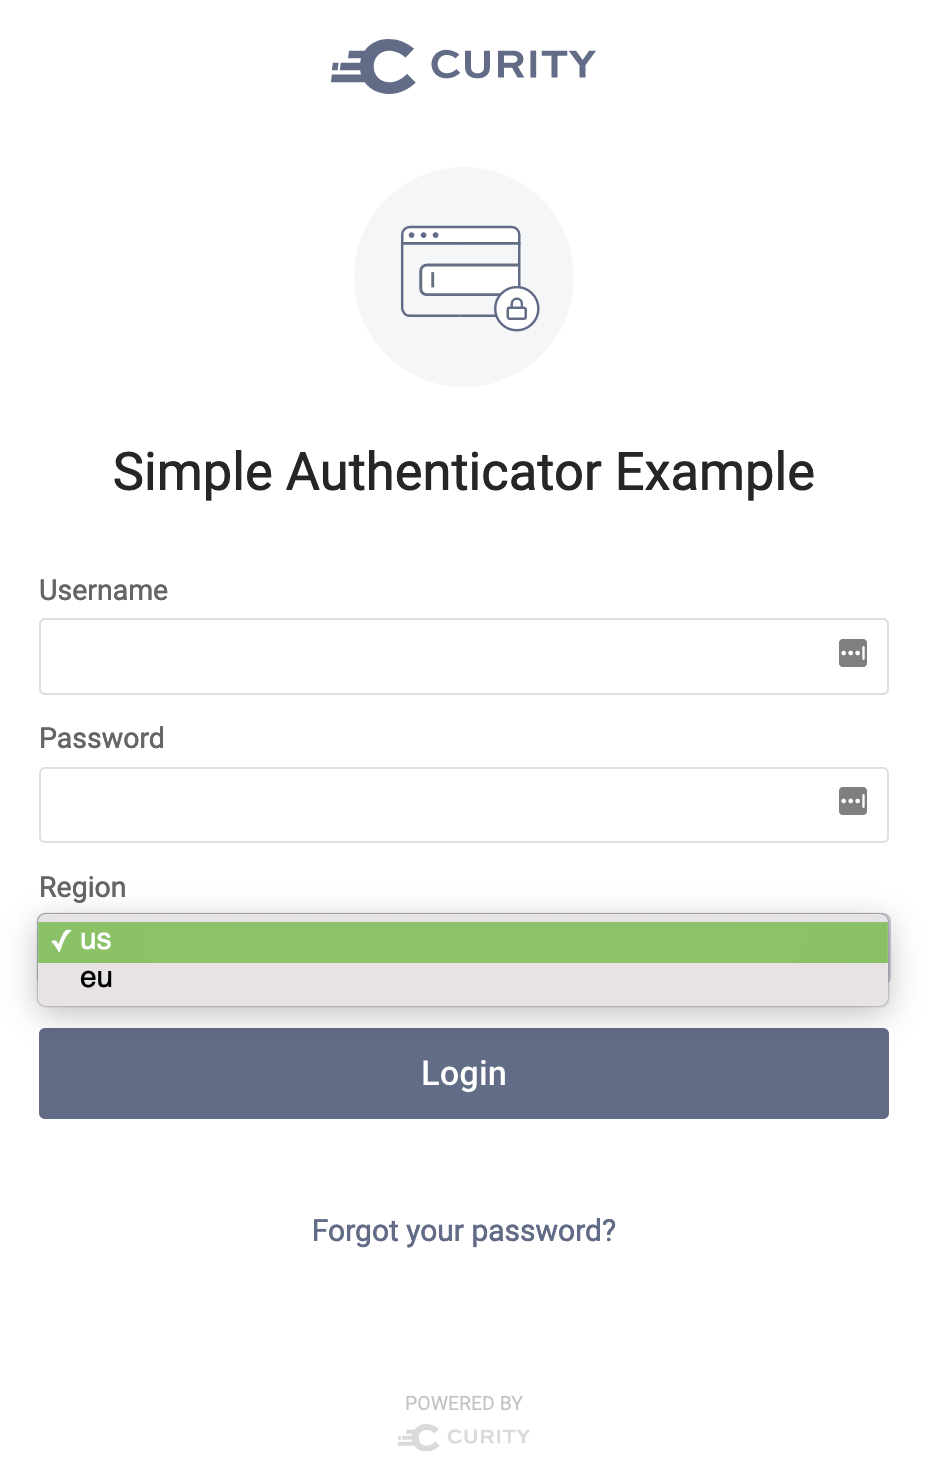 CURITY
Simple Authenticator Example
Username
Password
Region
✓ us
eu
Login
Forgot your password?
POWERED BY
CURITY